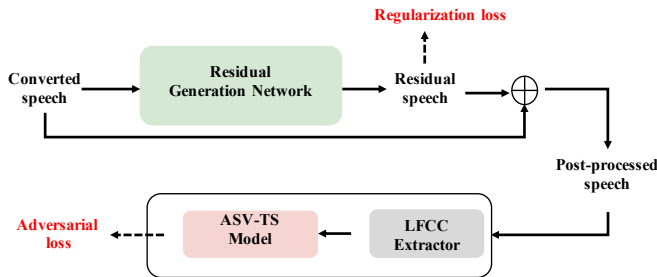 Regularization loss
Converted
speech
Residual
Generation Network
Residual
speech
Post-processed
speech
Adversarial
loss
ASV-TS
Model
LFCC
Extractor